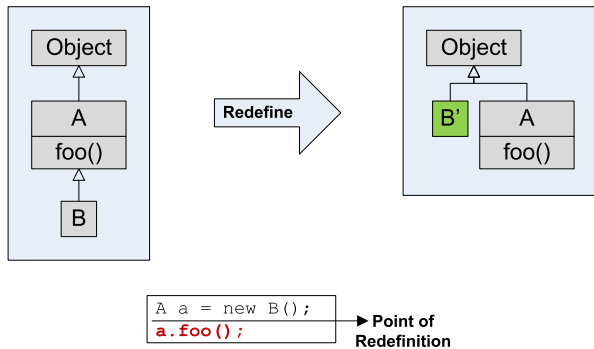 Object
A
foo()
B
Redefine
Object
B’
A
foo()
A a = new B();
a.foo();
Point of
Redefinition